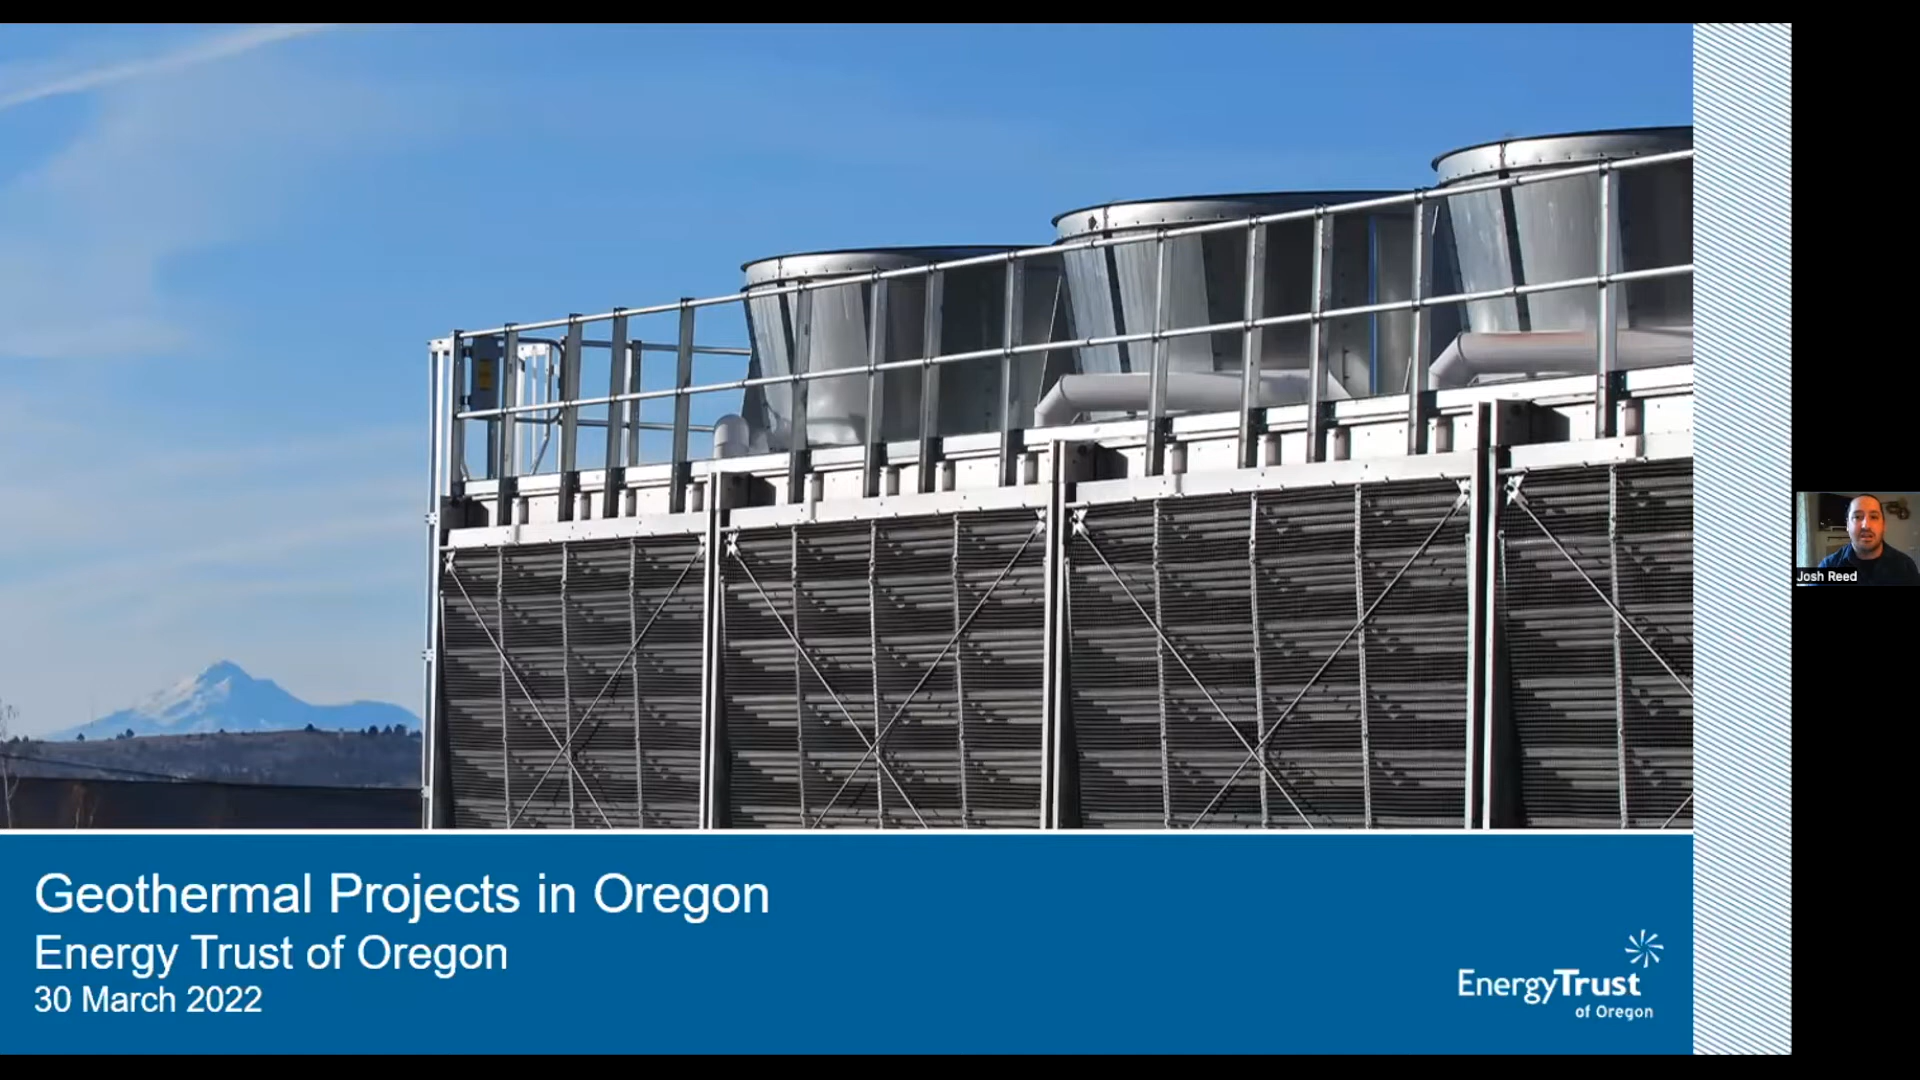 Geothermal Projects in Oregon
Energy Trust of Oregon
30 March 2022
EnergyTrust
of Oregon
Josh Reed